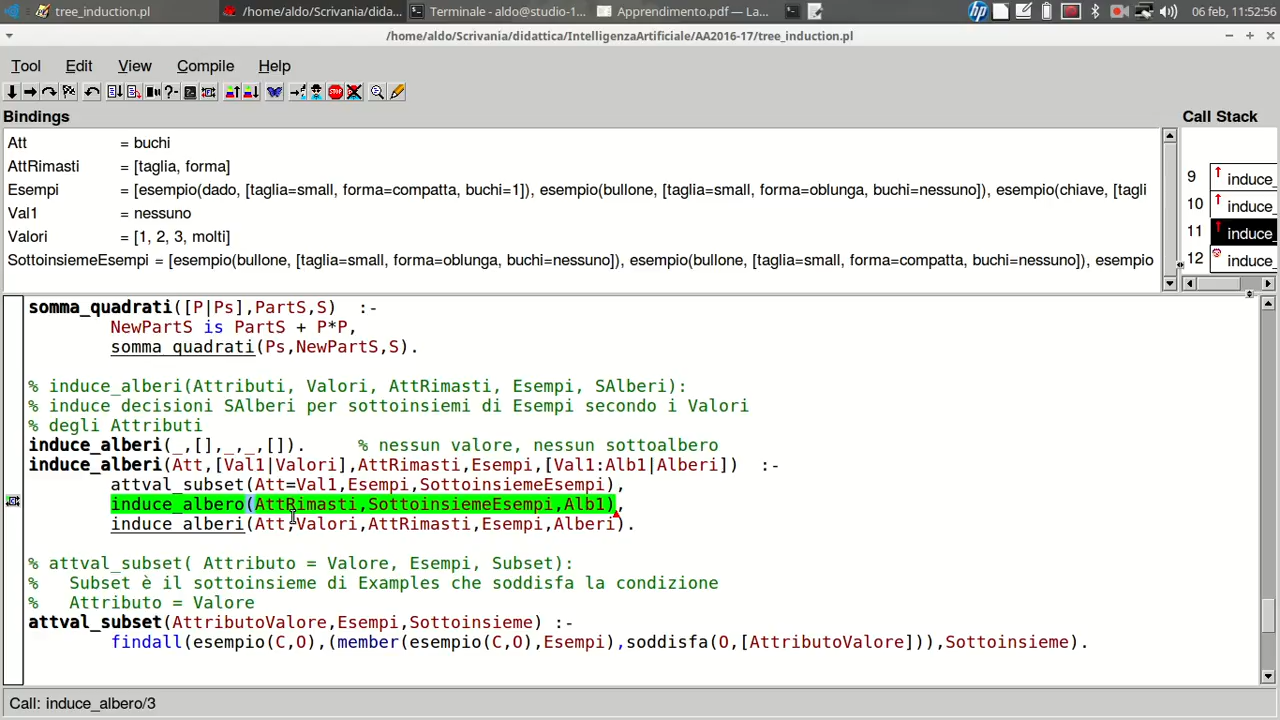 tree_induction.pl
/home/aldo/Scrivania/dida...
Terminale - aldo@studio-1...
Apprendimento.pdf — La...
06 feb, 11:52:56
/home/aldo/Scrivania/didattica/IntelligenzaArtificiale/AA2016-17/tree_induction.pl
Tool Edit View Compile Help
Bindings
Call Stack
Att = buchi
AttRimasti = [taglia, forma]
Esempi = [esempio(dado, [taglia=small, forma=compatta, buchi=1]), esempio(bullone, [taglia=small, forma=oblunga, buchi=nessuno]), esempio(chiave, [tagli
Val1 = nessuno
Valori = [1, 2, 3, molti]
SottoinsiemeEsempi = [esempio(bullone, [taglia=small, forma=oblunga, buchi=nessuno]), esempio(bullone, [taglia=small, forma=compatta, buchi=nessuno]), esempio
9 induce_
10 induce_
11 induce_
12 induce_
somma_quadrati([P|Ps],PartS,S) :-
NewPartS is PartS + P*P,
somma_quadrati(Ps,NewPartS,S).
% induce_alberi(Attributi, Valori, AttRimasti, Esempi, SAlberi):
% induce decisioni SAlberi per sottoinsiemi di Esempi secondo i Valori
% degli Attributi
induce_alberi(_,[],_,_,[]). % nessun valore, nessun sottoalbero
induce_alberi(Att,[Val1|Valori],AttRimasti,Esempi,[Val1:Alb1|Alberi]) :-
attval_subset(Att=Val1,Esempi,SottoinsiemeEsempi),
induce_albero(AttRimasti,SottoinsiemeEsempi,Alb1),
induce_alberi(Att,Valori,AttRimasti,Esempi,Alberi).
% attval_subset( Attributo = Valore, Esempi, Subset):
% Subset è il sottoinsieme di Examples che soddisfa la condizione
% Attributo = Valore
attval_subset(AttributoValore,Esempi,Sottoinsieme) :-
findall(esempio(C,O),(member(esempio(C,O),Esempi),soddisfa(O,[AttributoValore])),Sottoinsieme).
Call: induce_albero/3